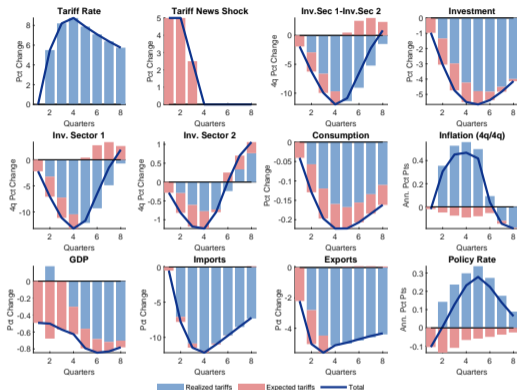 Tariff Rate
Tariff News Shock
Inv.Sec 1-Inv.Sec 2
Investment
Pct Change
8
6
4
2
0
2 4 6 8
Quarters
Pct Change
5
4
3
2
1
0
2 4 6 8
Quarters
4q Pct Change
0
-5
-10
2 4 6 8
Quarters
Pct Change
0
-1
-2
-3
-4
-5
2 4 6 8
Quarters
Inv. Sector 1
Inv. Sector 2
Consumption
Inflation (4q/4q)
4q Pct Change
0
-5
-10
2 4 6 8
Quarters
4q Pct Change
1
0.5
0
-0.5
-1
2 4 6 8
Quarters
Pct Change
-0.05
-0.1
-0.15
-0.2
2 4 6 8
Quarters
Ann. Pct Pts
0.4
0.2
0
2 4 6 8
Quarters
GDP
Imports
Exports
Policy Rate
Pct Change
0
-0.2
-0.4
-0.6
-0.8
2 4 6 8
Quarters
Pct Change
0
-5
-10
2 4 6 8
Quarters
Pct Change
0
-2
-4
2 4 6 8
Quarters
Ann. Pct Pts
0.3
0.2
0.1
0
-0.1
2 4 6 8
Quarters
Realized tariffs Expected tariffs Total